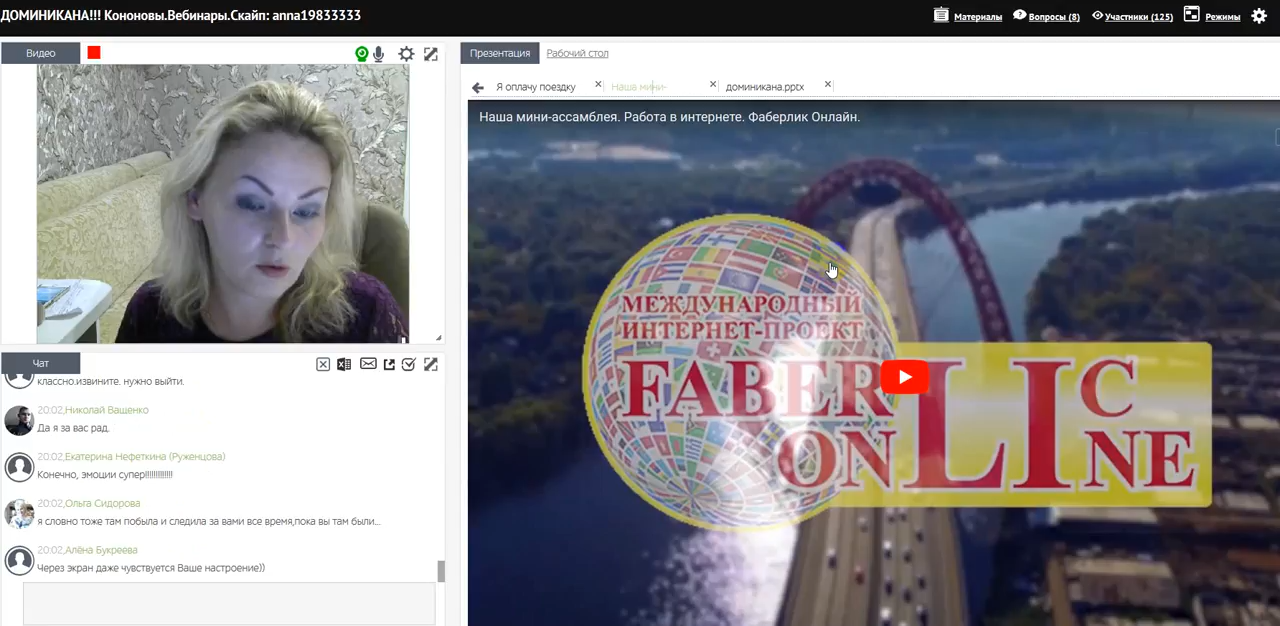 ДОМИНИКАНА!!! Кононовы.Вебинары.Скайп: anna19833333
Материалы
Вопросы (8)
Участники (125)
Режимы
Видео
Презентация
Рабочий стол
Я оплачу поездку
Наша мини-
доминикана.pptx
Наша мини-ассамблея. Работа в интернете. Фаберлик Онлайн.
МЕЖДУНАРОДНЫЙ
ИНТЕРНЕТ-ПРОЕКТ
FABERLIC
ONLINE
Чат
классно.извините. нужно выйти.
20:02,Николай Ващенко
Да я за вас рад.
20:02,Екатерина Нефеткина (Руженцова)
Конечно, эмоции супер!!!!!!!!!!!!!
20:02,Ольга Сидорова
я словно тоже там побыла и следила за вами все время,пока вы там были...
20:02,Алёна Букреева
Через экран даже чувствуется Ваше настроение))